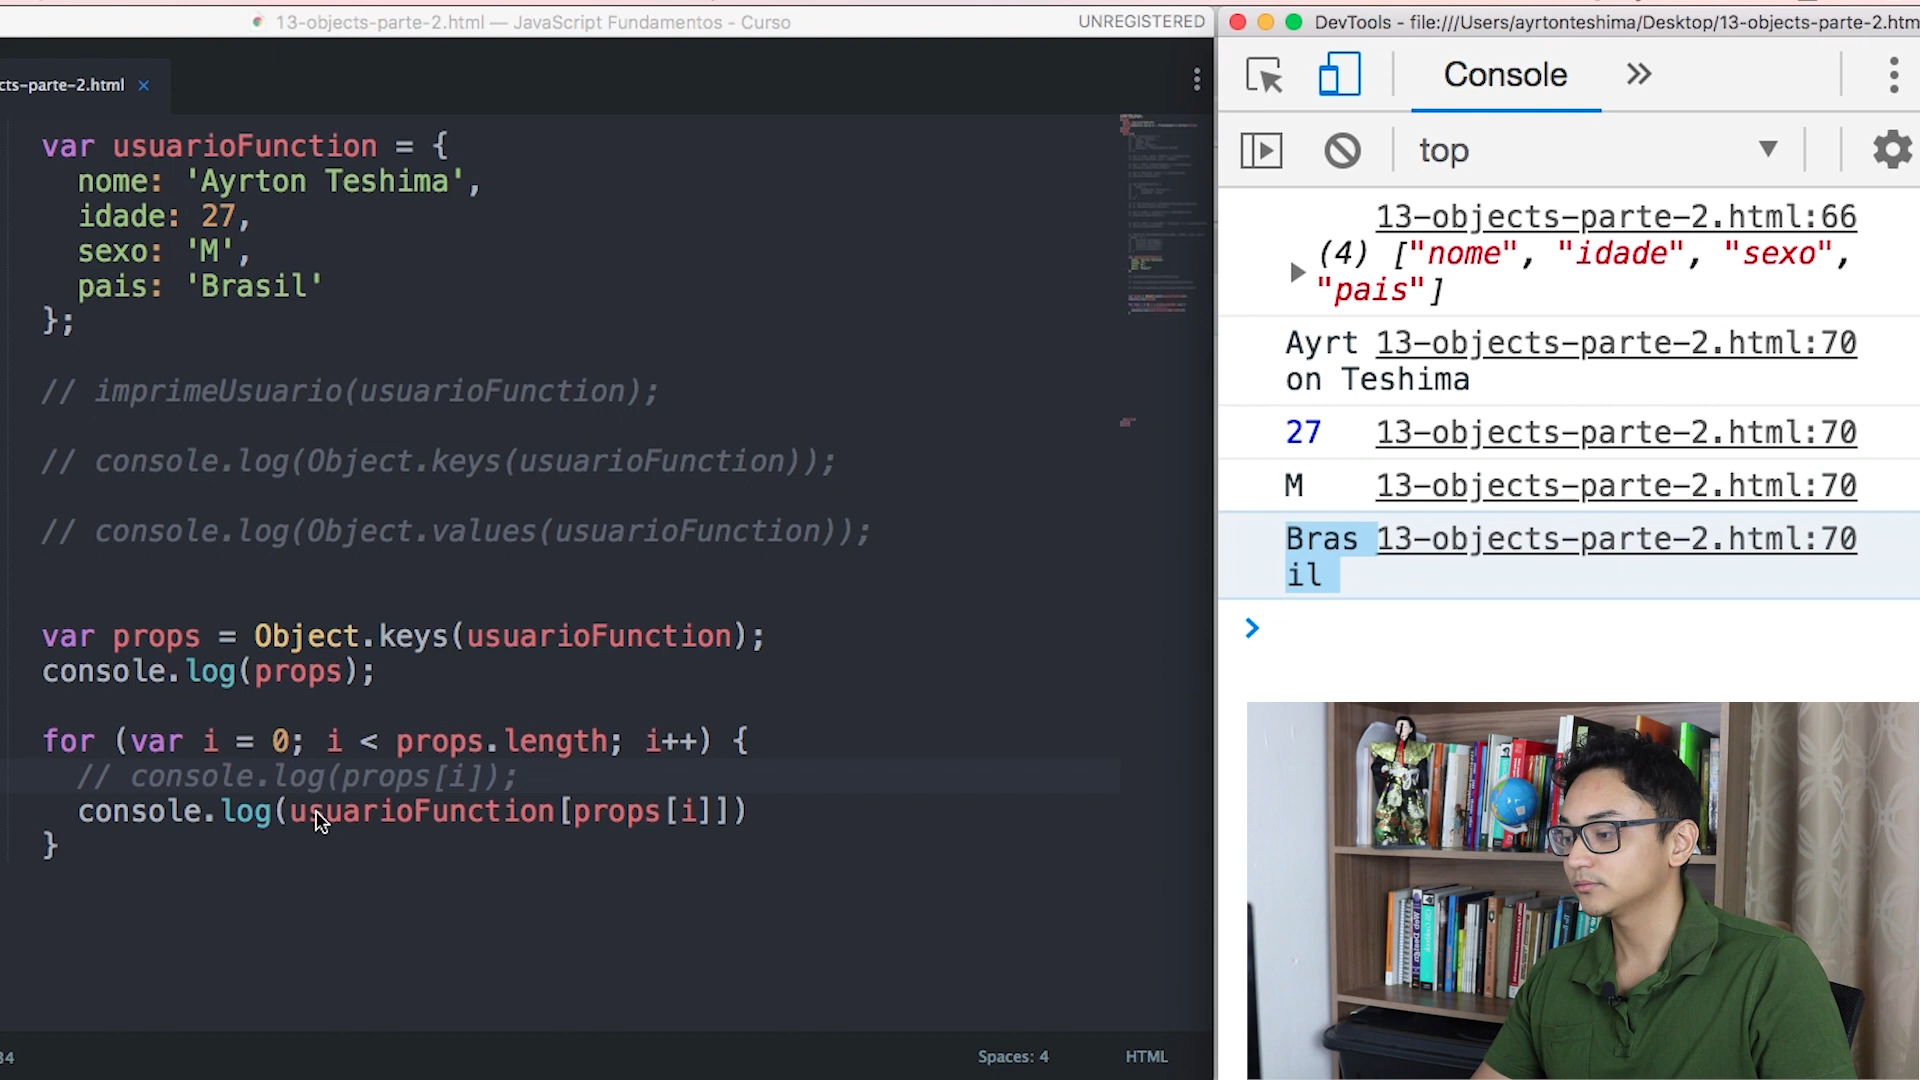 13-objects-parte-2.html — JavaScript Fundamentos - Curso
UNREGISTERED
cts-parte-2.html ×
var usuarioFunction = {
nome: 'Ayrton Teshima',
idade: 27,
sexo: 'M',
pais: 'Brasil'
};
// imprimeUsuario(usuarioFunction);
// console.log(Object.keys(usuarioFunction));
// console.log(Object.values(usuarioFunction));
var props = Object.keys(usuarioFunction);
console.log(props);
for (var i = 0; i < props.length; i++) {
// console.log(props[i]);
console.log(usuarioFunction[props[i]])
}
34
Spaces: 4
HTML
DevTools - file:///Users/ayrtonteshima/Desktop/13-objects-parte-2.htm
Console »
top
13-objects-parte-2.html:66
(4) ["nome", "idade", "sexo",
"pais"]
Ayrt 13-objects-parte-2.html:70
on Teshima
27 13-objects-parte-2.html:70
M 13-objects-parte-2.html:70
Bras 13-objects-parte-2.html:70
il